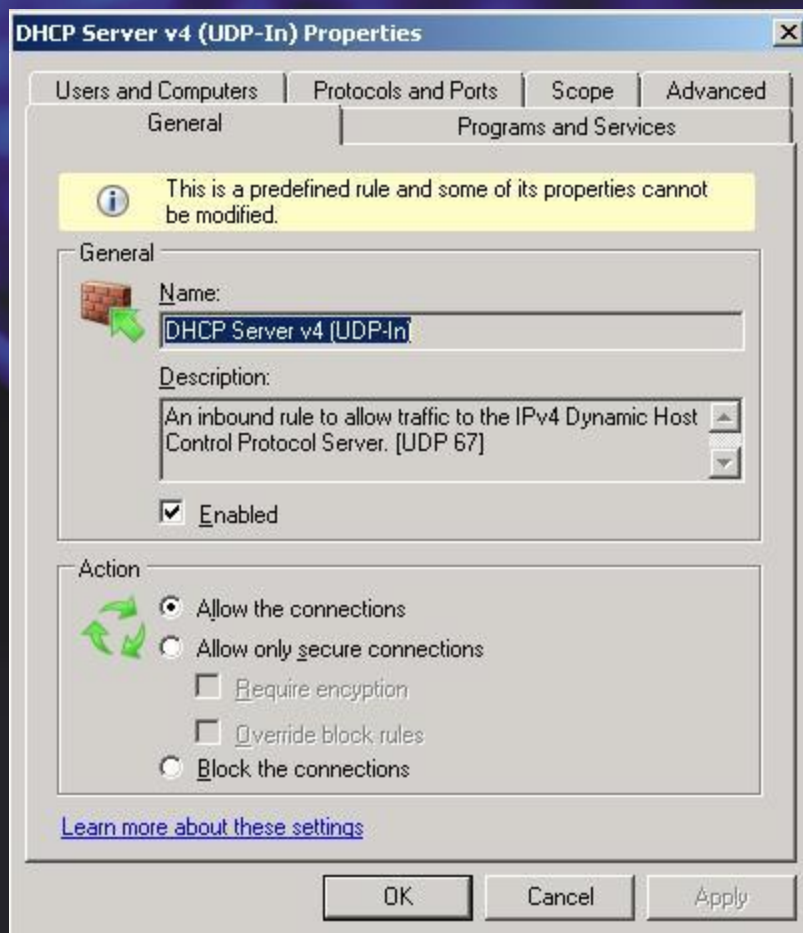 DHCP Server v4 (UDP-In) Properties
Users and Computers
Protocols and Ports
Scope
Advanced
General
Programs and Services
This is a predefined rule and some of its properties cannot
be modified.
General
Name:
DHCP Server v4 (UDP-In)
Description:
An inbound rule to allow traffic to the IPv4 Dynamic Host
Control Protocol Server. [UDP 67]
Enabled
Action
Allow the connections
Allow only secure connections
Require encyption
Override block rules
Block the connections
Learn more about these settings
OK
Cancel
Apply